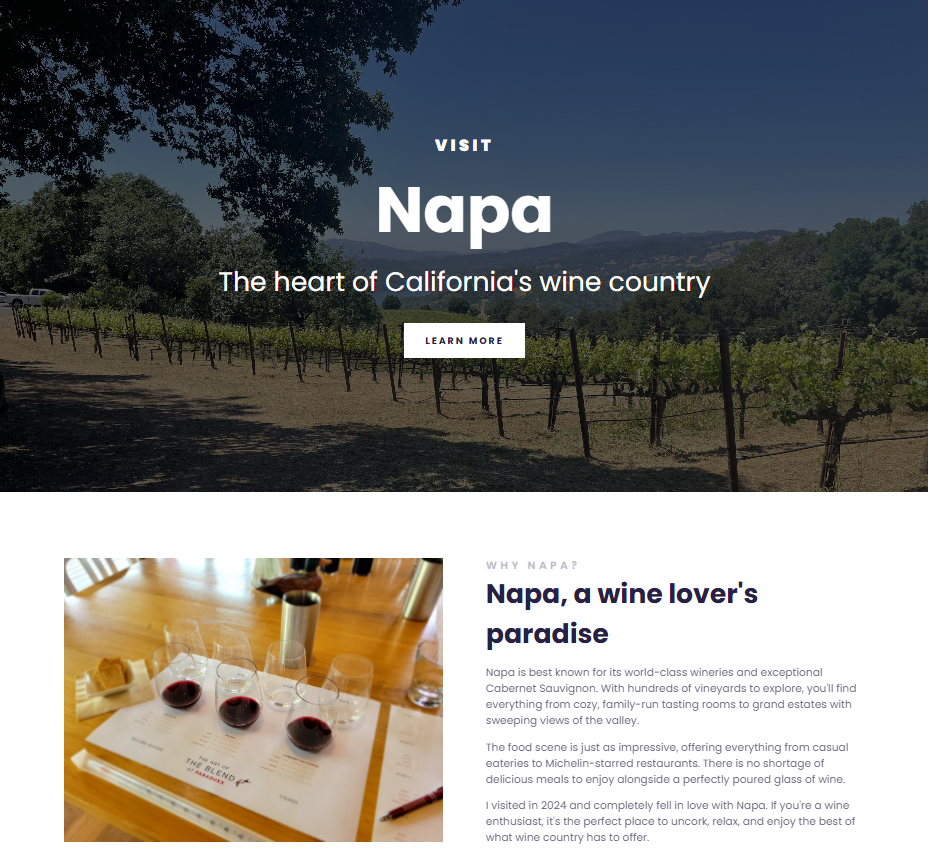 VISIT
Napa
The heart of California's wine country
LEARN MORE
WHY NAPA?
Napa, a wine lover's
paradise
Napa is best known for its world-class wineries and exceptional
Cabernet Sauvignon. With hundreds of vineyards to explore, you'll find
everything from cozy, family-run tasting rooms to grand estates with
sweeping views of the valley.
The food scene is just as impressive, offering everything from casual
eateries to Michelin-starred restaurants. There is no shortage of
delicious meals to enjoy alongside a perfectly poured glass of wine.
I visited in 2024 and completely fell in love with Napa. If you're a wine
enthusiast, it's the perfect place to uncork, relax, and enjoy the best of
what wine country has to offer.
THE ART OF
THE BLEND
AT PARADUXX